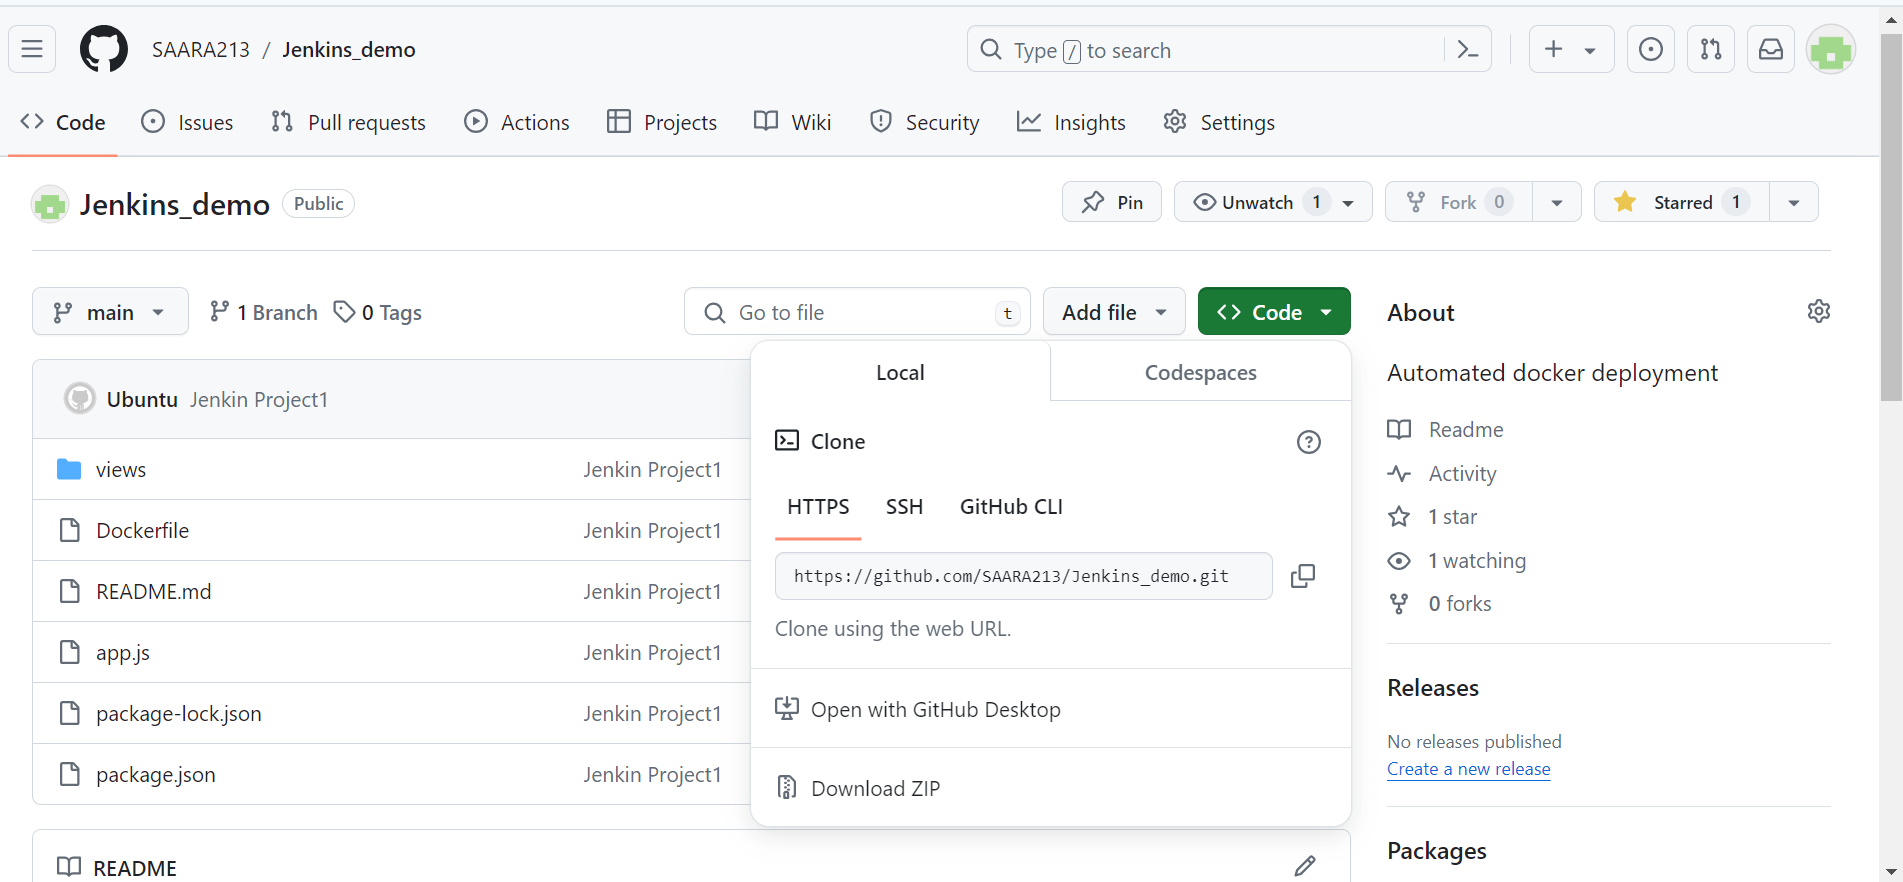 SAARA213 / Jenkins_demo
Type / to search
Code Issues Pull requests Actions Projects Wiki Security Insights Settings
Jenkins_demo Public
Pin Unwatch 1 Fork 0 Starred 1
main 1 Branch 0 Tags Go to file t Add file Code
Local Codespaces
Clone
HTTPS SSH GitHub CLI
https://github.com/SAARA213/Jenkins_demo.git
Clone using the web URL.
Open with GitHub Desktop
Download ZIP
Ubuntu Jenkin Project1
views Jenkin Project1
Dockerfile Jenkin Project1
README.md Jenkin Project1
app.js Jenkin Project1
package-lock.json Jenkin Project1
package.json Jenkin Project1
README
About
Automated docker deployment
Readme
Activity
1 star
1 watching
0 forks
Releases
No releases published
Create a new release
Packages